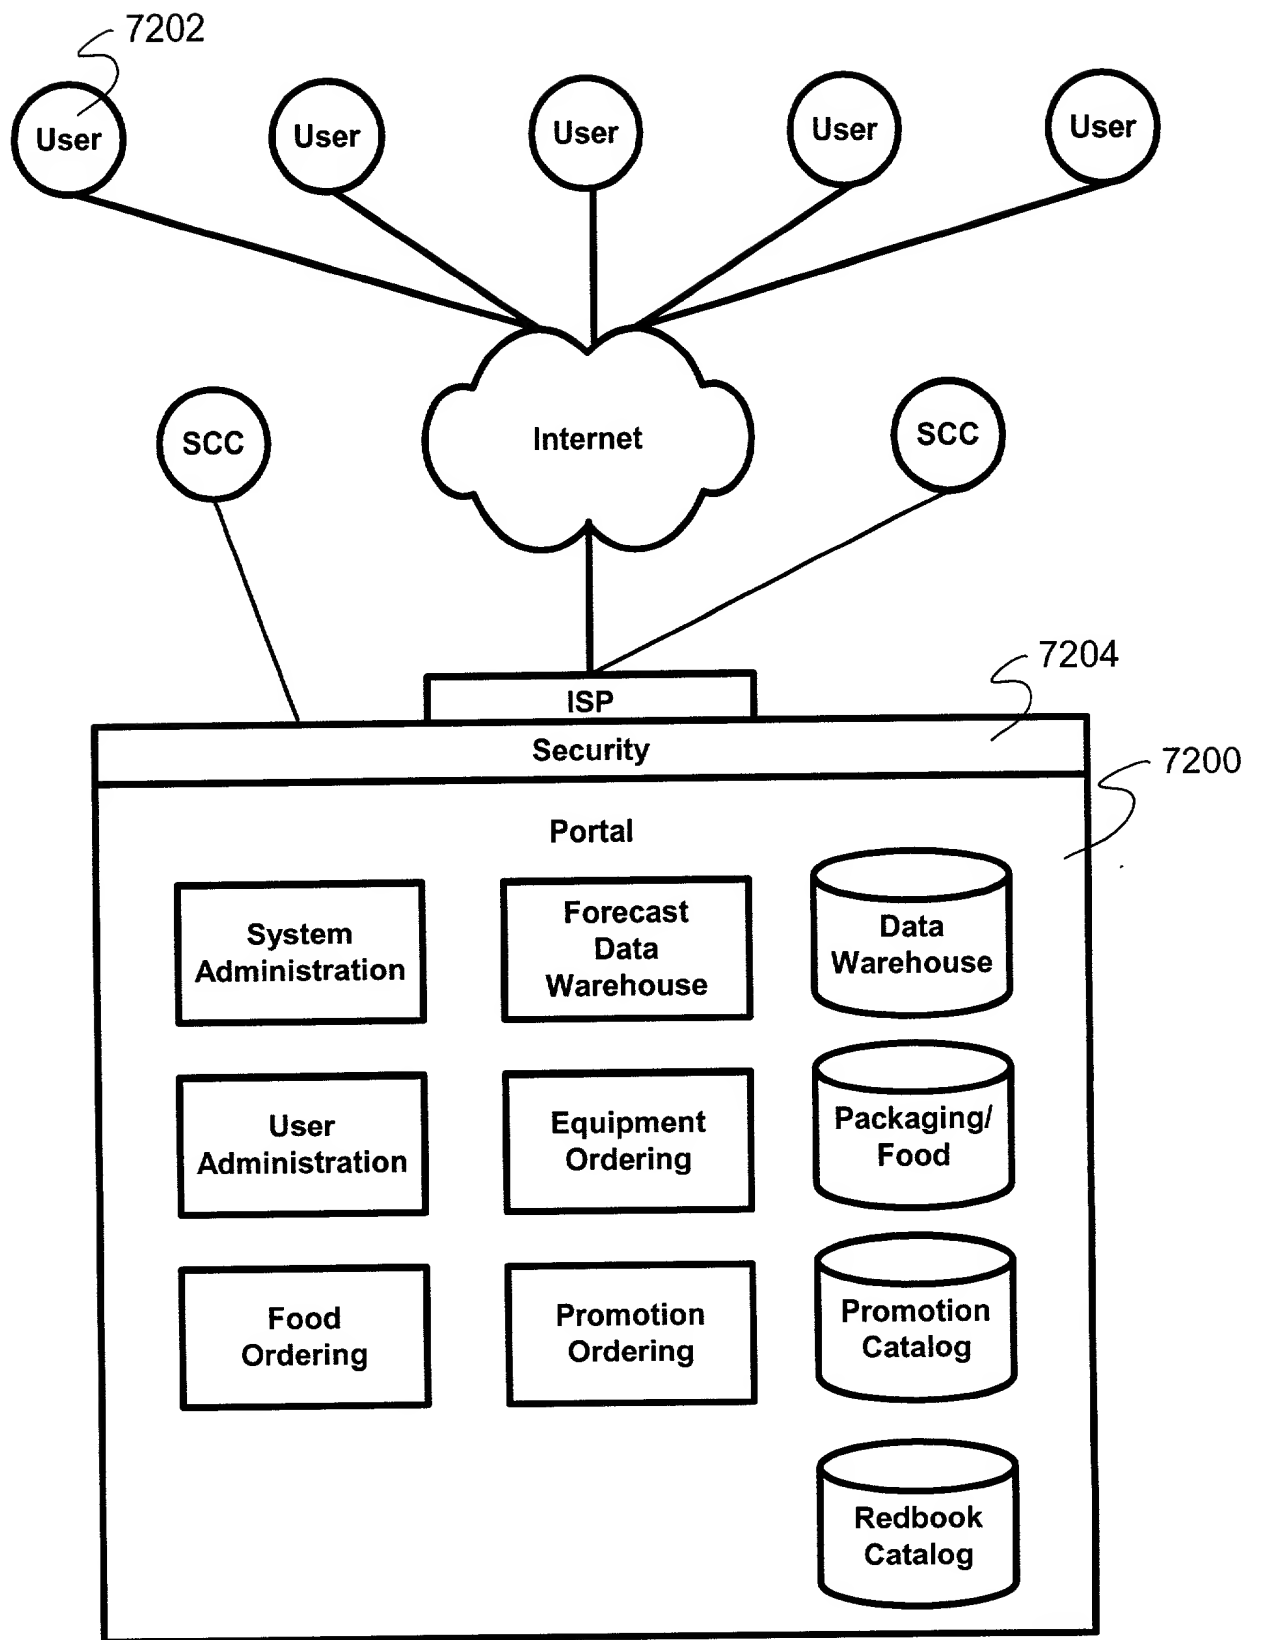 7202
User
User
User
User
User
SCC
Internet
SCC
7204
ISP
Security
7200
Portal
System
Administration
Forecast
Data
Warehouse
Data
Warehouse
User
Administration
Equipment
Ordering
Packaging/
Food
Food
Ordering
Promotion
Ordering
Promotion
Catalog
Redbook
Catalog